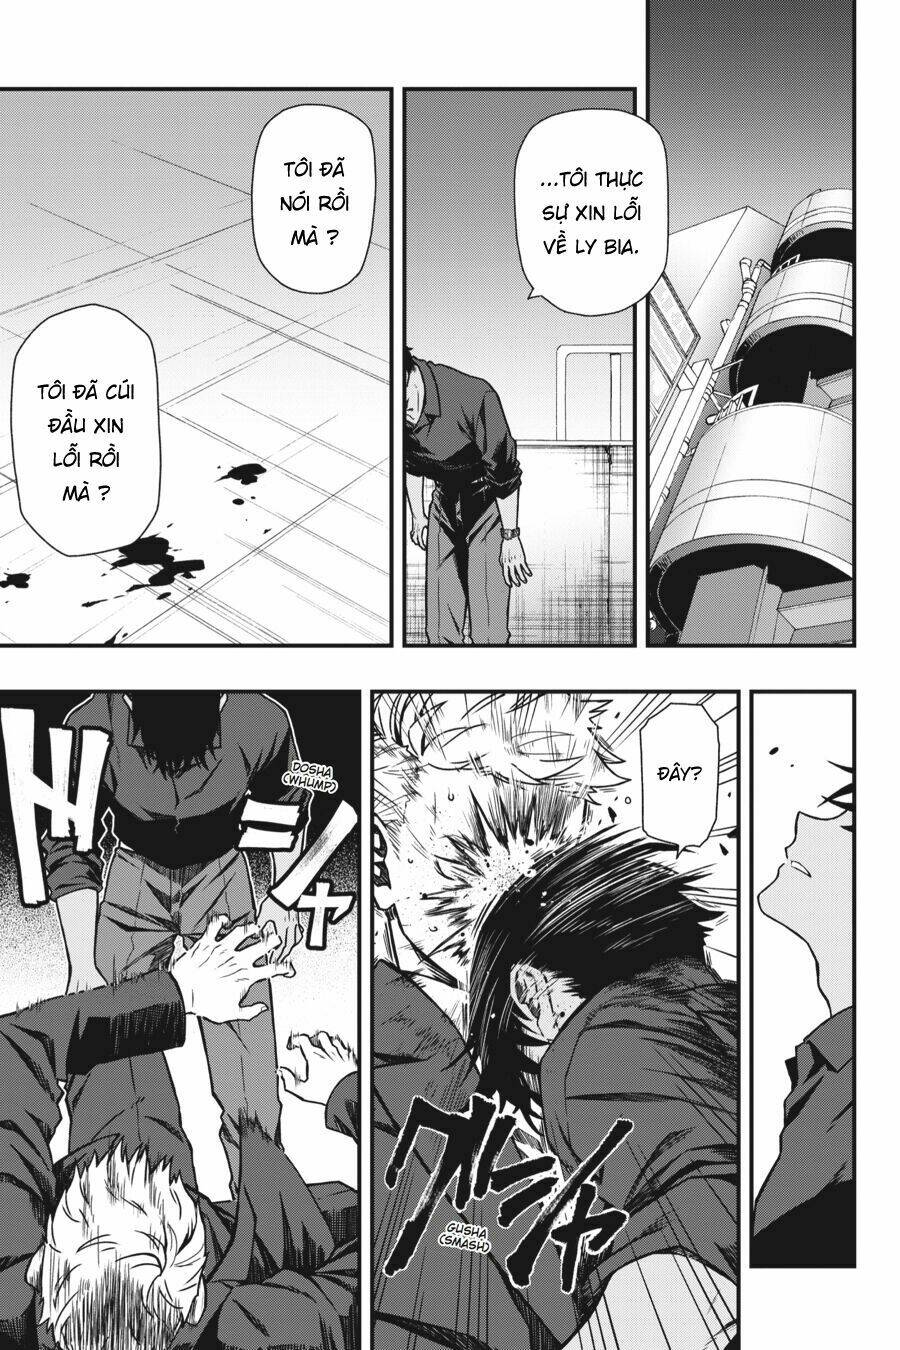 ...TÔI THỰC
SỰ XIN LỖI
VỀ LY BIA.
TÔI ĐÃ
NÓI RỒI
MÀ ?
TÔI ĐÃ CÚI
ĐẦU XIN
LỖI RỒI
MÀ ?
ĐÂY?
グシャ
GUSHA
(SMASH)
ドシャ
DOSHA
(WHUMP)